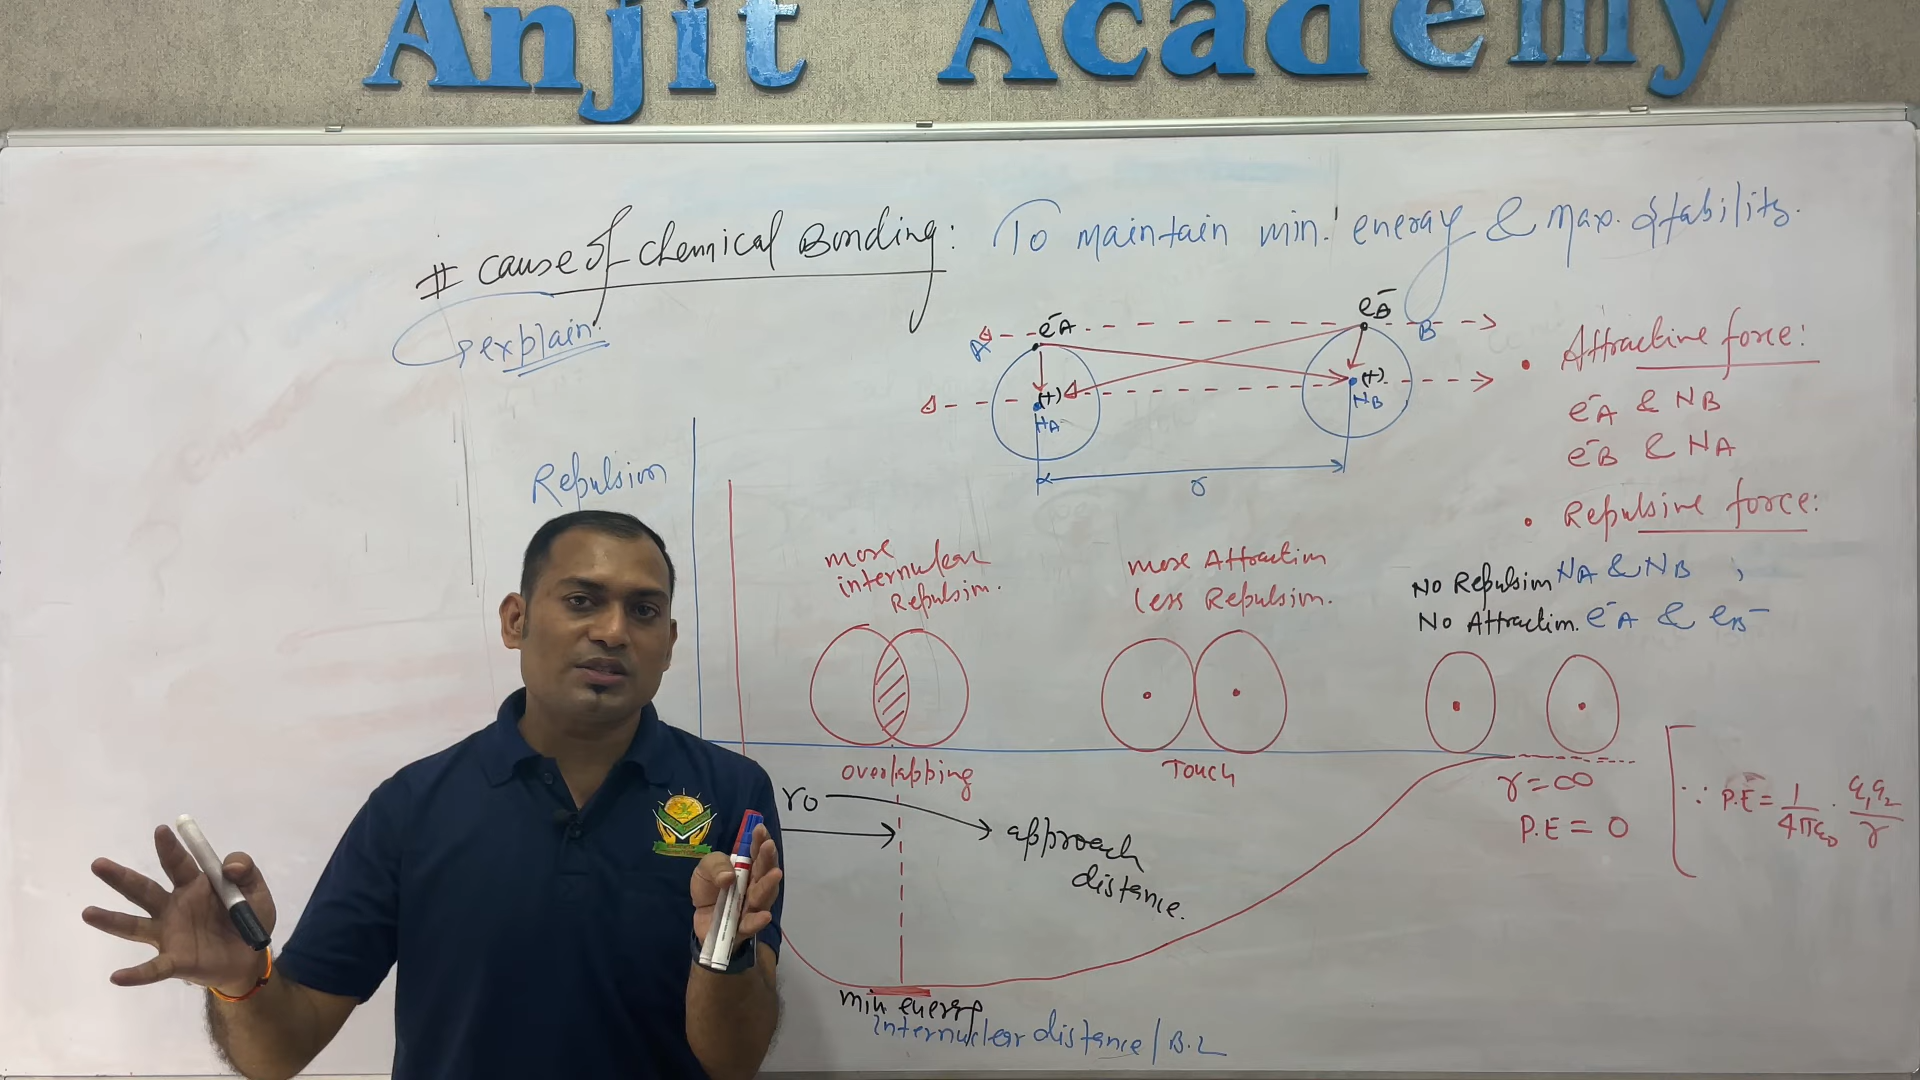 Anjit Academy
# cause of chemical Bonding: To maintain min. energy & max. stability.
explain:
e⁻A
e⁻B
A
B
(+)
NA
(+)
NB
r
• Attractive force:
e⁻A & NB
e⁻B & NA
• Repulsive force:
NA & NB ;
e⁻A & eB⁻
Repulsion
more
internuclear
Repulsion.
more Attraction
less Repulsion.
No Repulsion
No Attraction.
overlapping
Touch
r = ∞
P.E = 0
∵ P.E = 1/4πε₀ · q₁q₂/r
r₀
approach
distance.
min energy
Internuclear distance / B.L